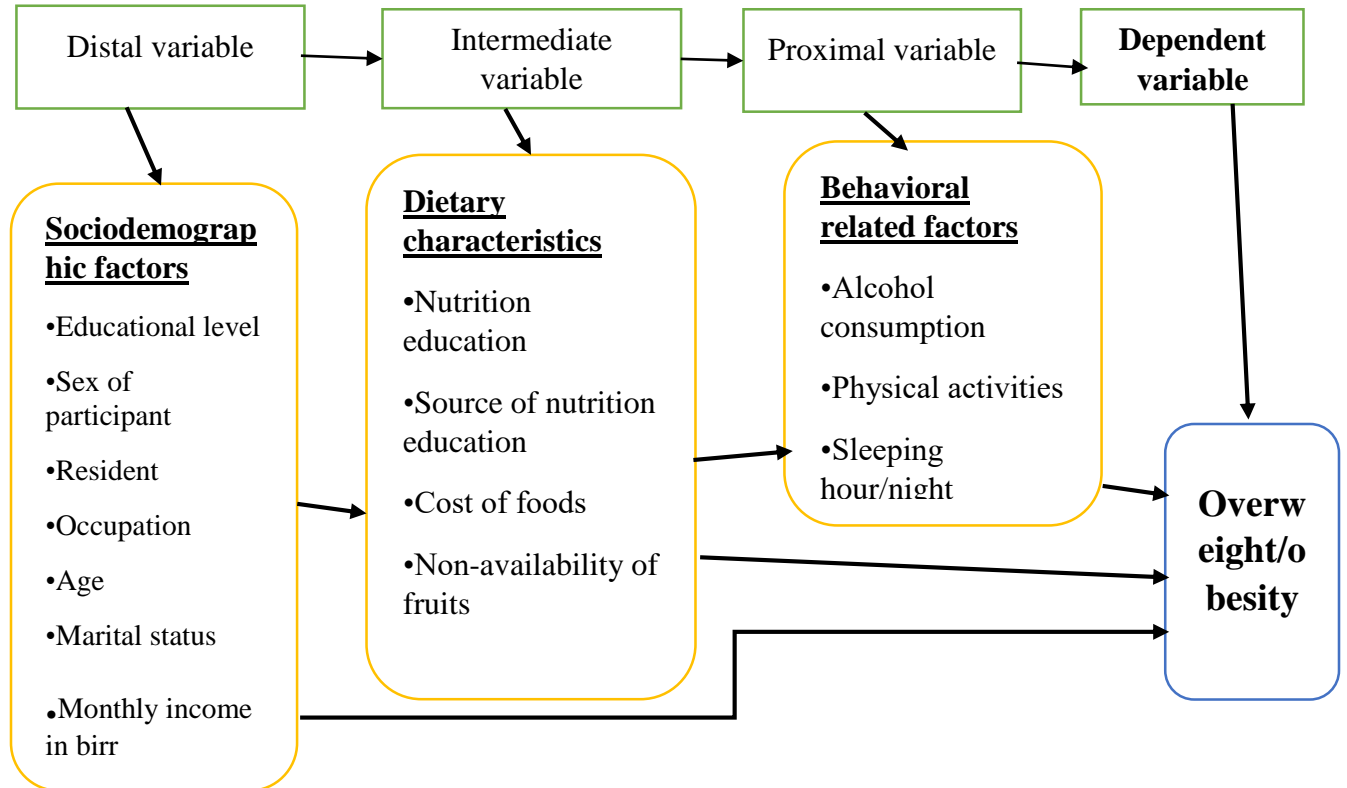 Distal variable
Intermediate
variable
Proximal variable
Dependent
variable
Sociodemograp
hic factors
•Educational level
•Sex of
participant
•Resident
•Occupation
•Age
•Marital status
•Monthly income
in birr
Dietary
characteristics
•Nutrition
education
•Source of nutrition
education
•Cost of foods
•Non-availability of
fruits
Behavioral
related factors
•Alcohol
consumption
•Physical activities
•Sleeping
hour/night
Overw
eight/o
besity